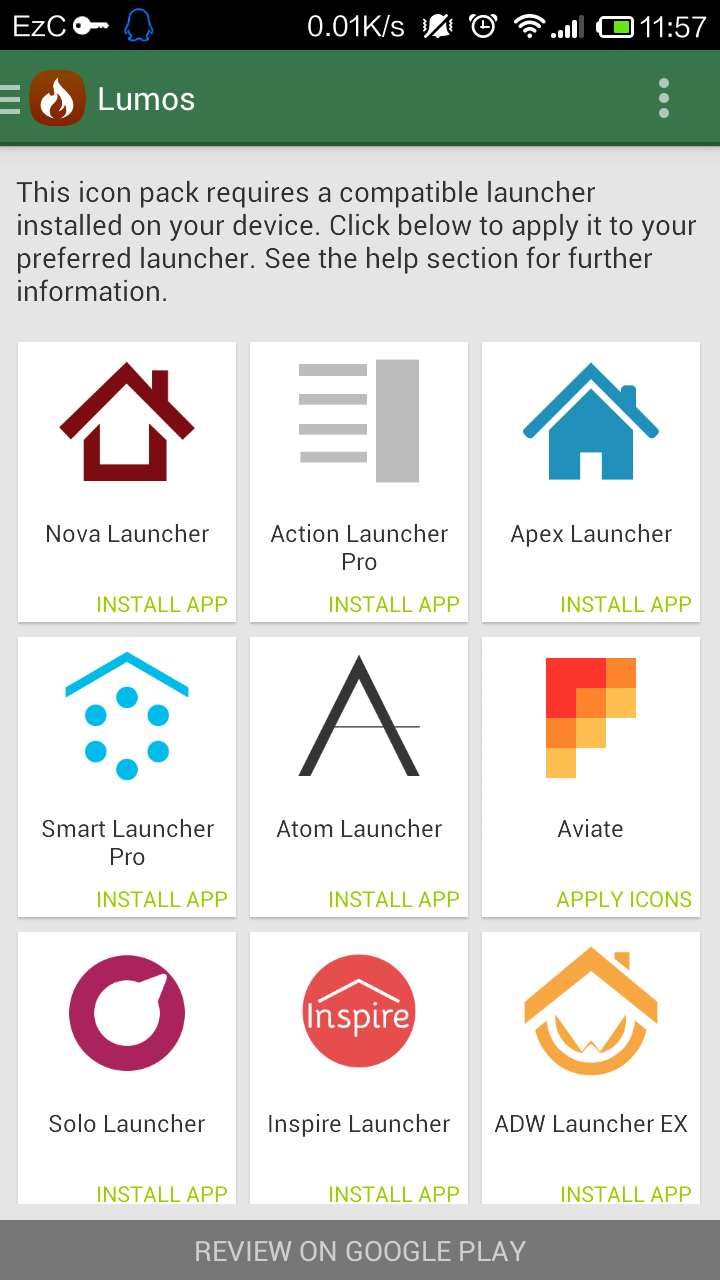 EzC 0.01K/s 11:57
Lumos
This icon pack requires a compatible launcher
installed on your device. Click below to apply it to your
preferred launcher. See the help section for further
information.
Nova Launcher
INSTALL APP
Action Launcher
Pro
INSTALL APP
Apex Launcher
INSTALL APP
Smart Launcher
Pro
INSTALL APP
Atom Launcher
INSTALL APP
Aviate
APPLY ICONS
Solo Launcher
INSTALL APP
Inspire
Inspire Launcher
INSTALL APP
ADW Launcher EX
INSTALL APP
REVIEW ON GOOGLE PLAY